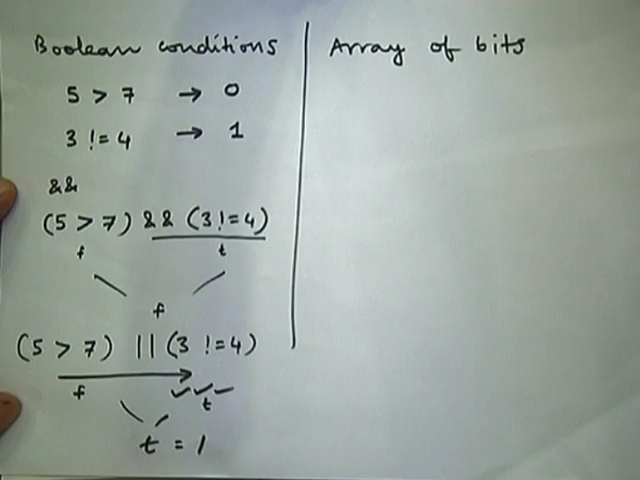 Boolean conditions
5 > 7 → 0
3 != 4 → 1
&&
(5 > 7) && (3 != 4)
f t
f
(5 > 7) || (3 != 4)
f t
t = 1
Array of bits